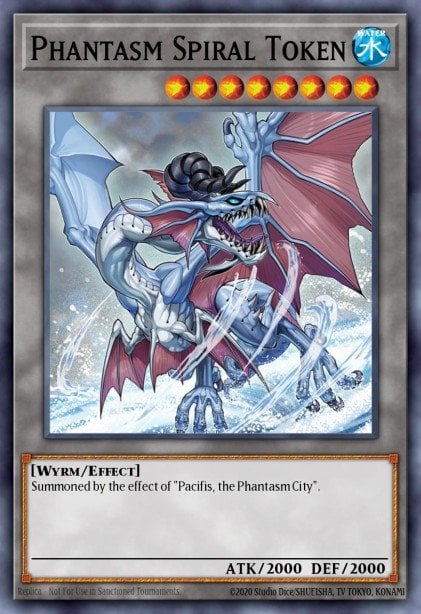 Phantasm Spiral Token
WATER
水
[Wyrm/Effect]
Summoned by the effect of "Pacifis, the Phantasm City".
ATK/2000 DEF/2000
Replica - Not For Use in Sanctioned Tournaments.
©2020 Studio Dice/SHUEISHA, TV TOKYO, KONAMI